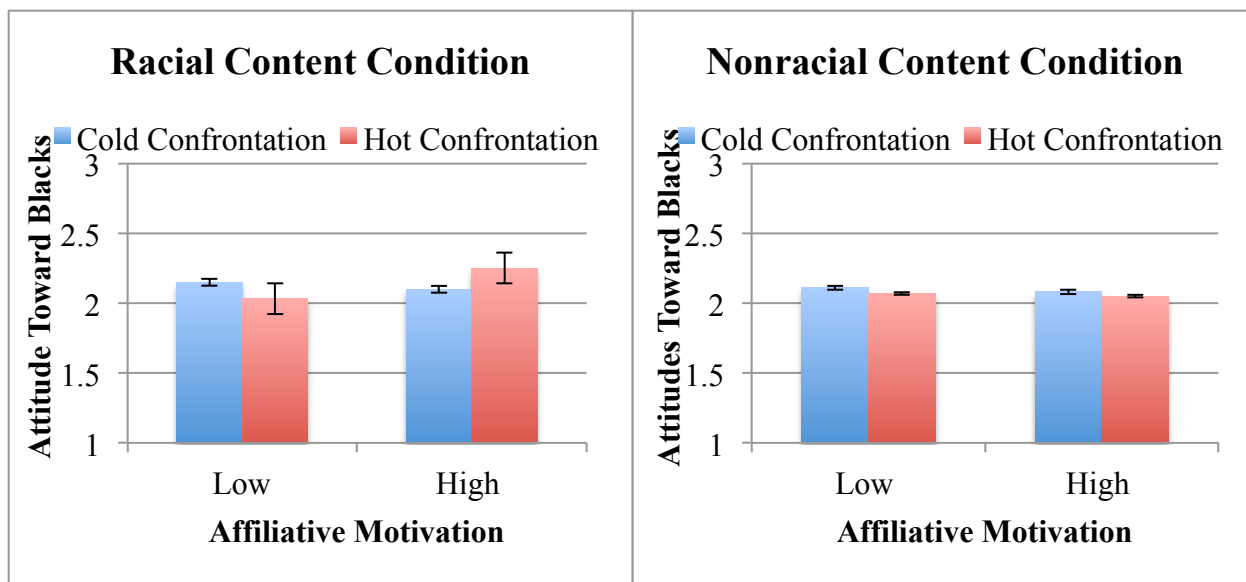 Racial Content Condition
Cold Confrontation Hot Confrontation
Attitude Toward Blacks
3
2.5
2
1.5
1
Low High
Affiliative Motivation
Nonracial Content Condition
Cold Confrontation Hot Confrontation
Attitudes Toward Blacks
3
2.5
2
1.5
1
Low High
Affiliative Motivation